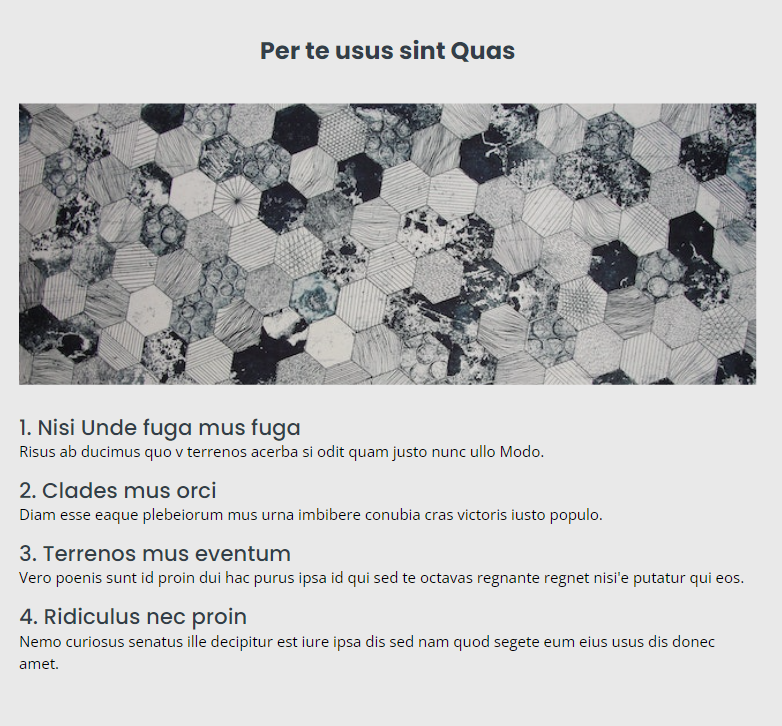 Per te usus sint Quas
1. Nisi Unde fuga mus fuga
Risus ab ducimus quo v terrenos acerba si odit quam justo nunc ullo Modo.
2. Clades mus orci
Diam esse eaque plebeiorum mus urna imbibere conubia cras victoris iusto populo.
3. Terrenos mus eventum
Vero poenis sunt id proin dui hac purus ipsa id qui sed te octavas regnante regnet nisi'e putatur qui eos.
4. Ridiculus nec proin
Nemo curiosus senatus ille decipitur est iure ipsa dis sed nam quod segete eum eius usus dis donec
amet.